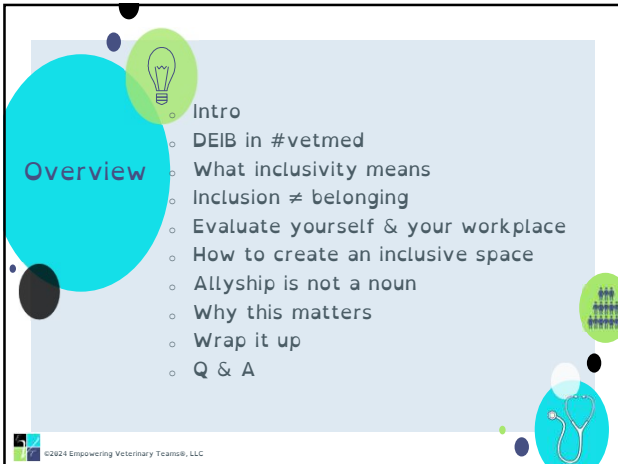 Overview
Intro
DEIB in #vetmed
What inclusivity means
Inclusion ≠ belonging
Evaluate yourself & your workplace
How to create an inclusive space
Allyship is not a noun
Why this matters
Wrap it up
Q & A
©2024 Empowering Veterinary Teams®, LLC